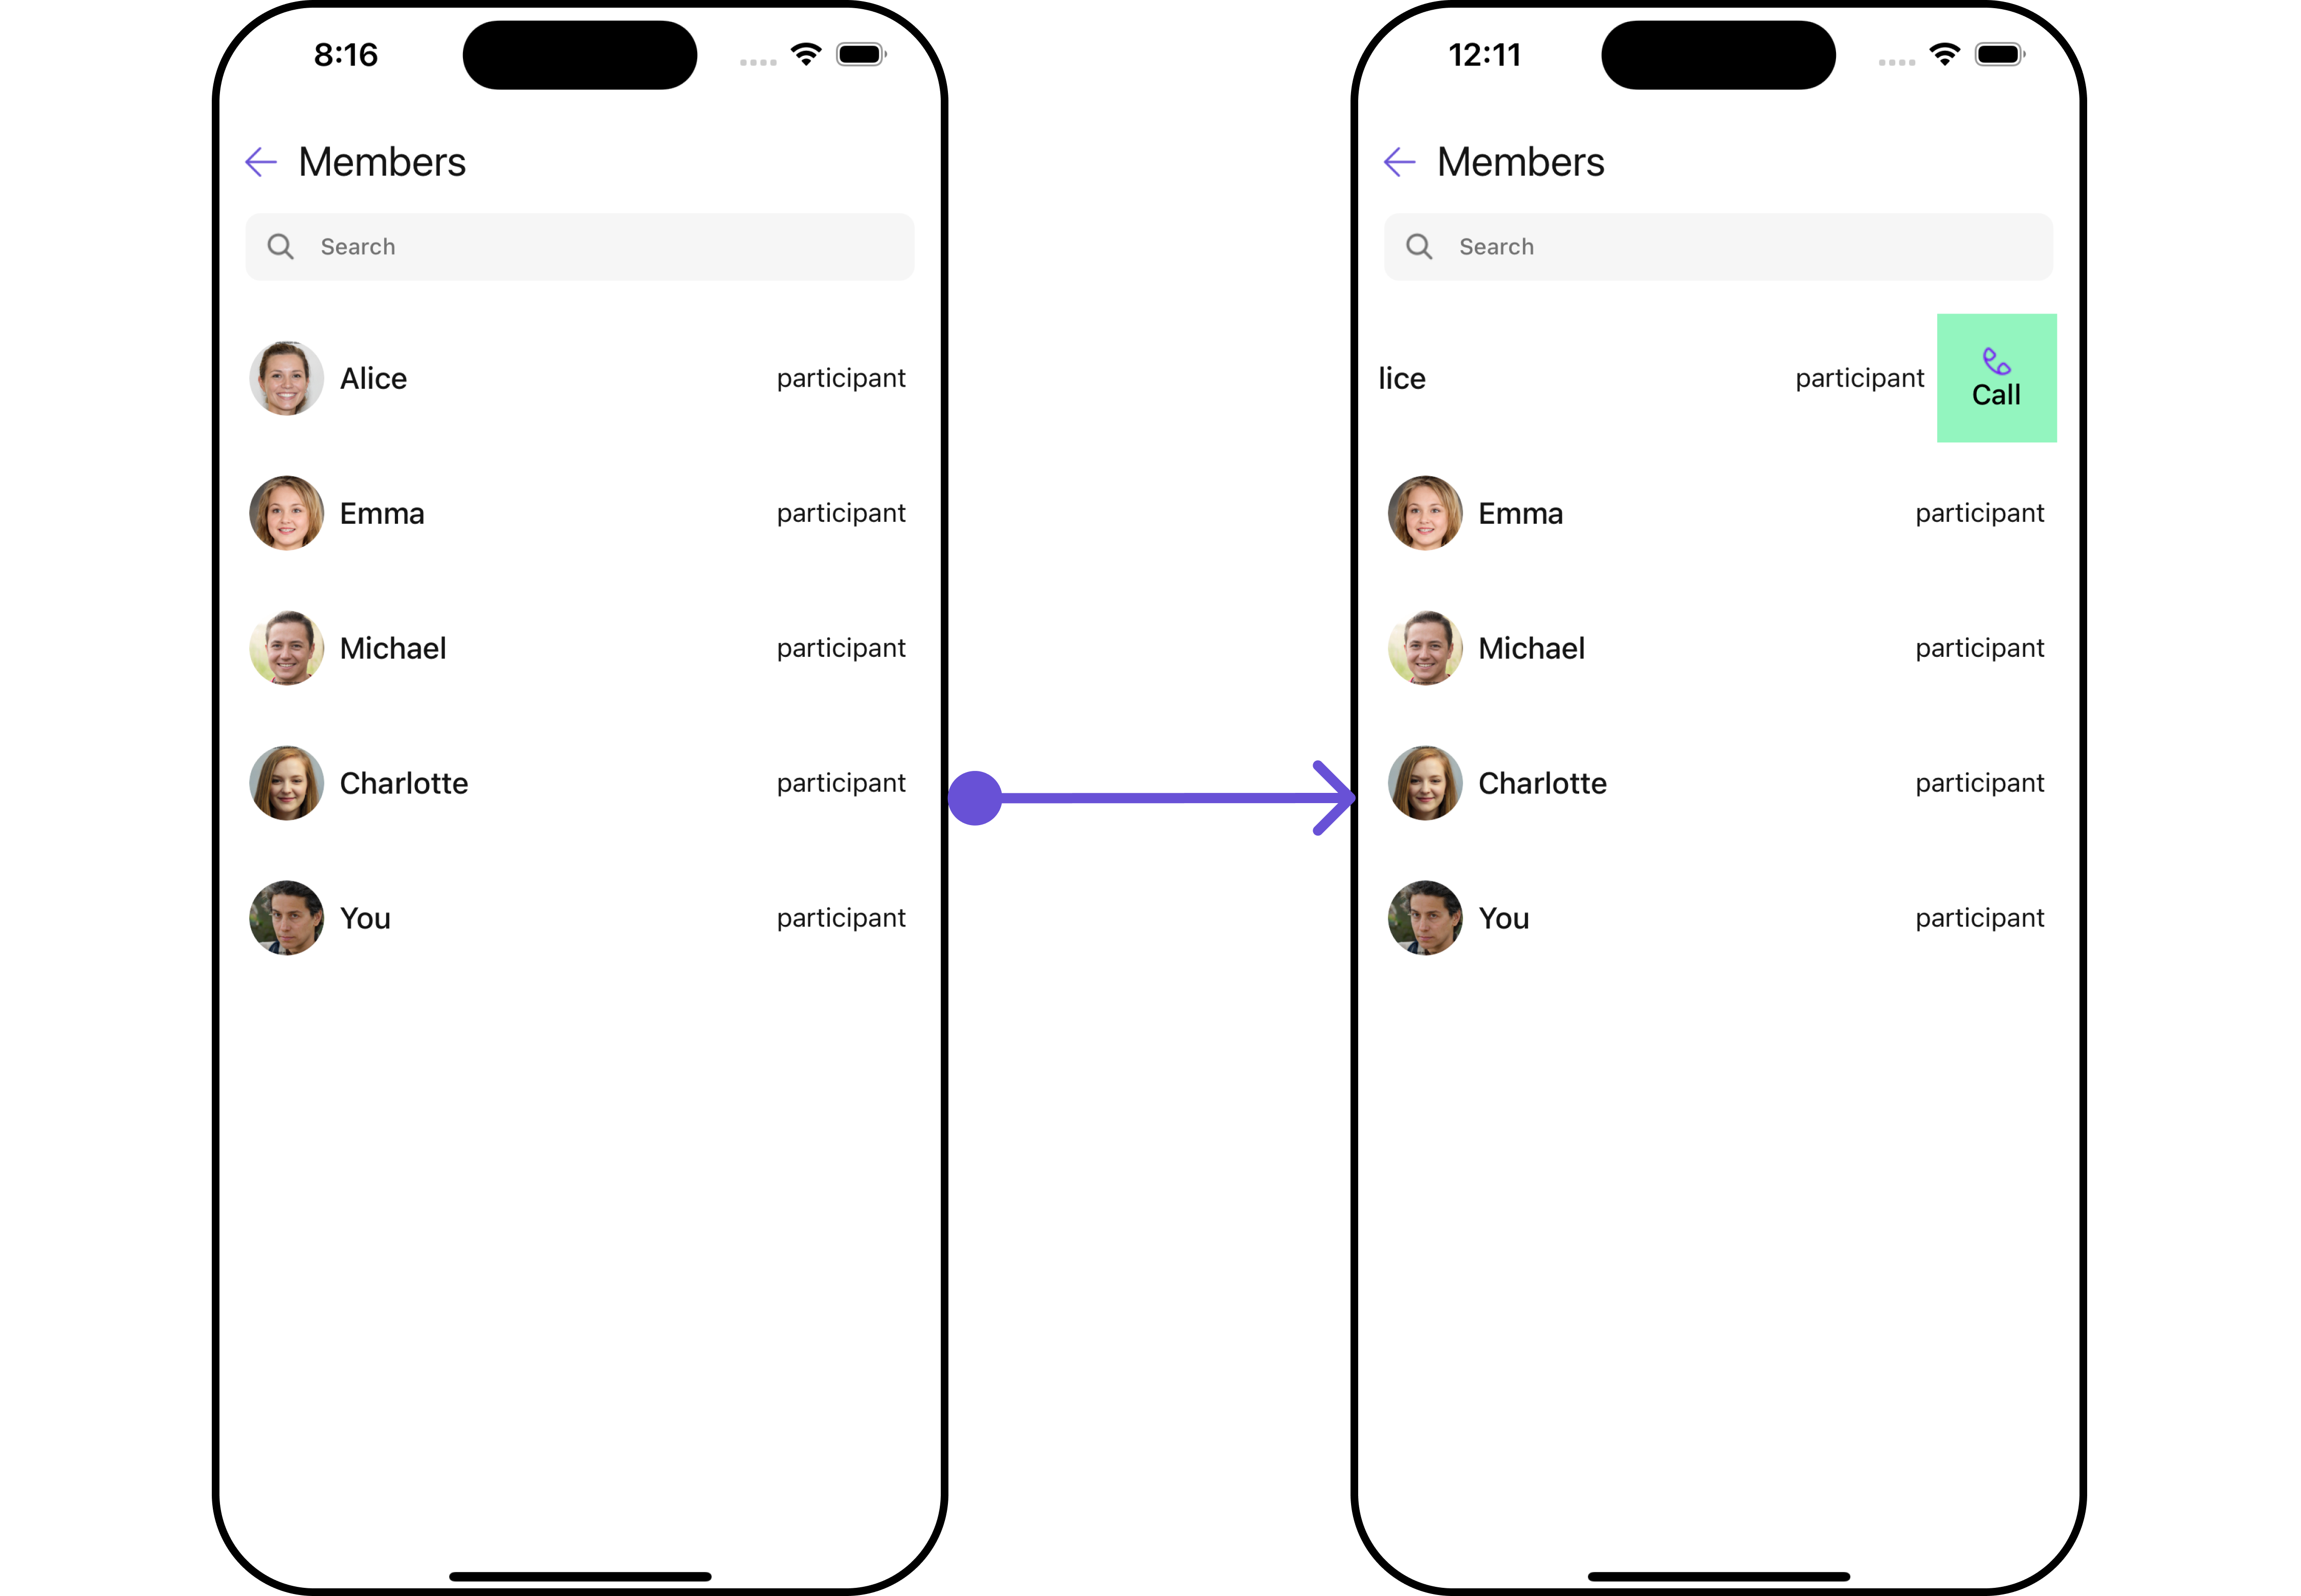 8:16
Members
Search
Alice participant
Emma participant
Michael participant
Charlotte participant
You participant
12:11
Members
Search
lice participant
Call
Emma participant
Michael participant
Charlotte participant
You participant